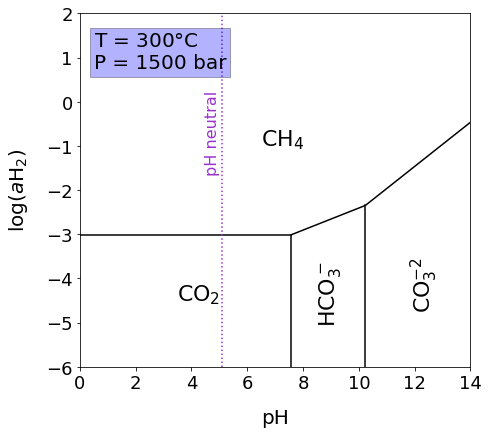 T = 300°C
P = 1500 bar
pH neutral
CH₄
CO₂
HCO₃⁻
CO₃⁻²
log(aH₂)
2
1
0
−1
−2
−3
−4
−5
−6
0 2 4 6 8 10 12 14
pH